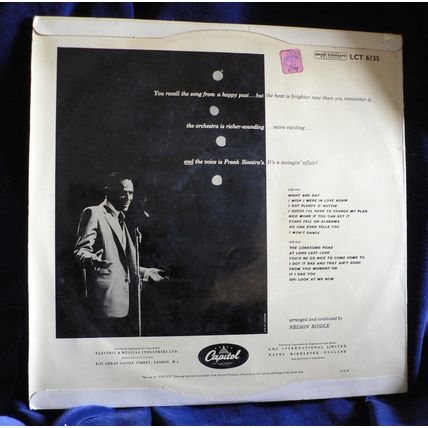 LCT 6135
You recall the song from a happy past... but the beat is brighter now than you remember it...
the orchestra is richer-sounding... more exciting...
and the voice is Frank Sinatra's. It's a swingin' affair!
side one
NIGHT AND DAY
I WISH I WERE IN LOVE AGAIN
I GOT PLENTY O' NUTTIN'
I GUESS I'LL HAVE TO CHANGE MY PLAN
NICE WORK IF YOU CAN GET IT
STARS FELL ON ALABAMA
NO ONE EVER TELLS YOU
I WON'T DANCE
side two
THE LONESOME ROAD
AT LONG LAST LOVE
YOU'D BE SO NICE TO COME HOME TO
I GOT IT BAD AND THAT AIN'T GOOD
FROM THIS MOMENT ON
IF I HAD YOU
OH! LOOK AT ME NOW
arranged and conducted by
NELSON RIDDLE
ELECTRIC & MUSICAL INDUSTRIES LTD.
8-11 GREAT CASTLE STREET, LONDON, W.1
Capitol
E.M.I. INTERNATIONAL LIMITED
HAYES · MIDDLESEX · ENGLAND